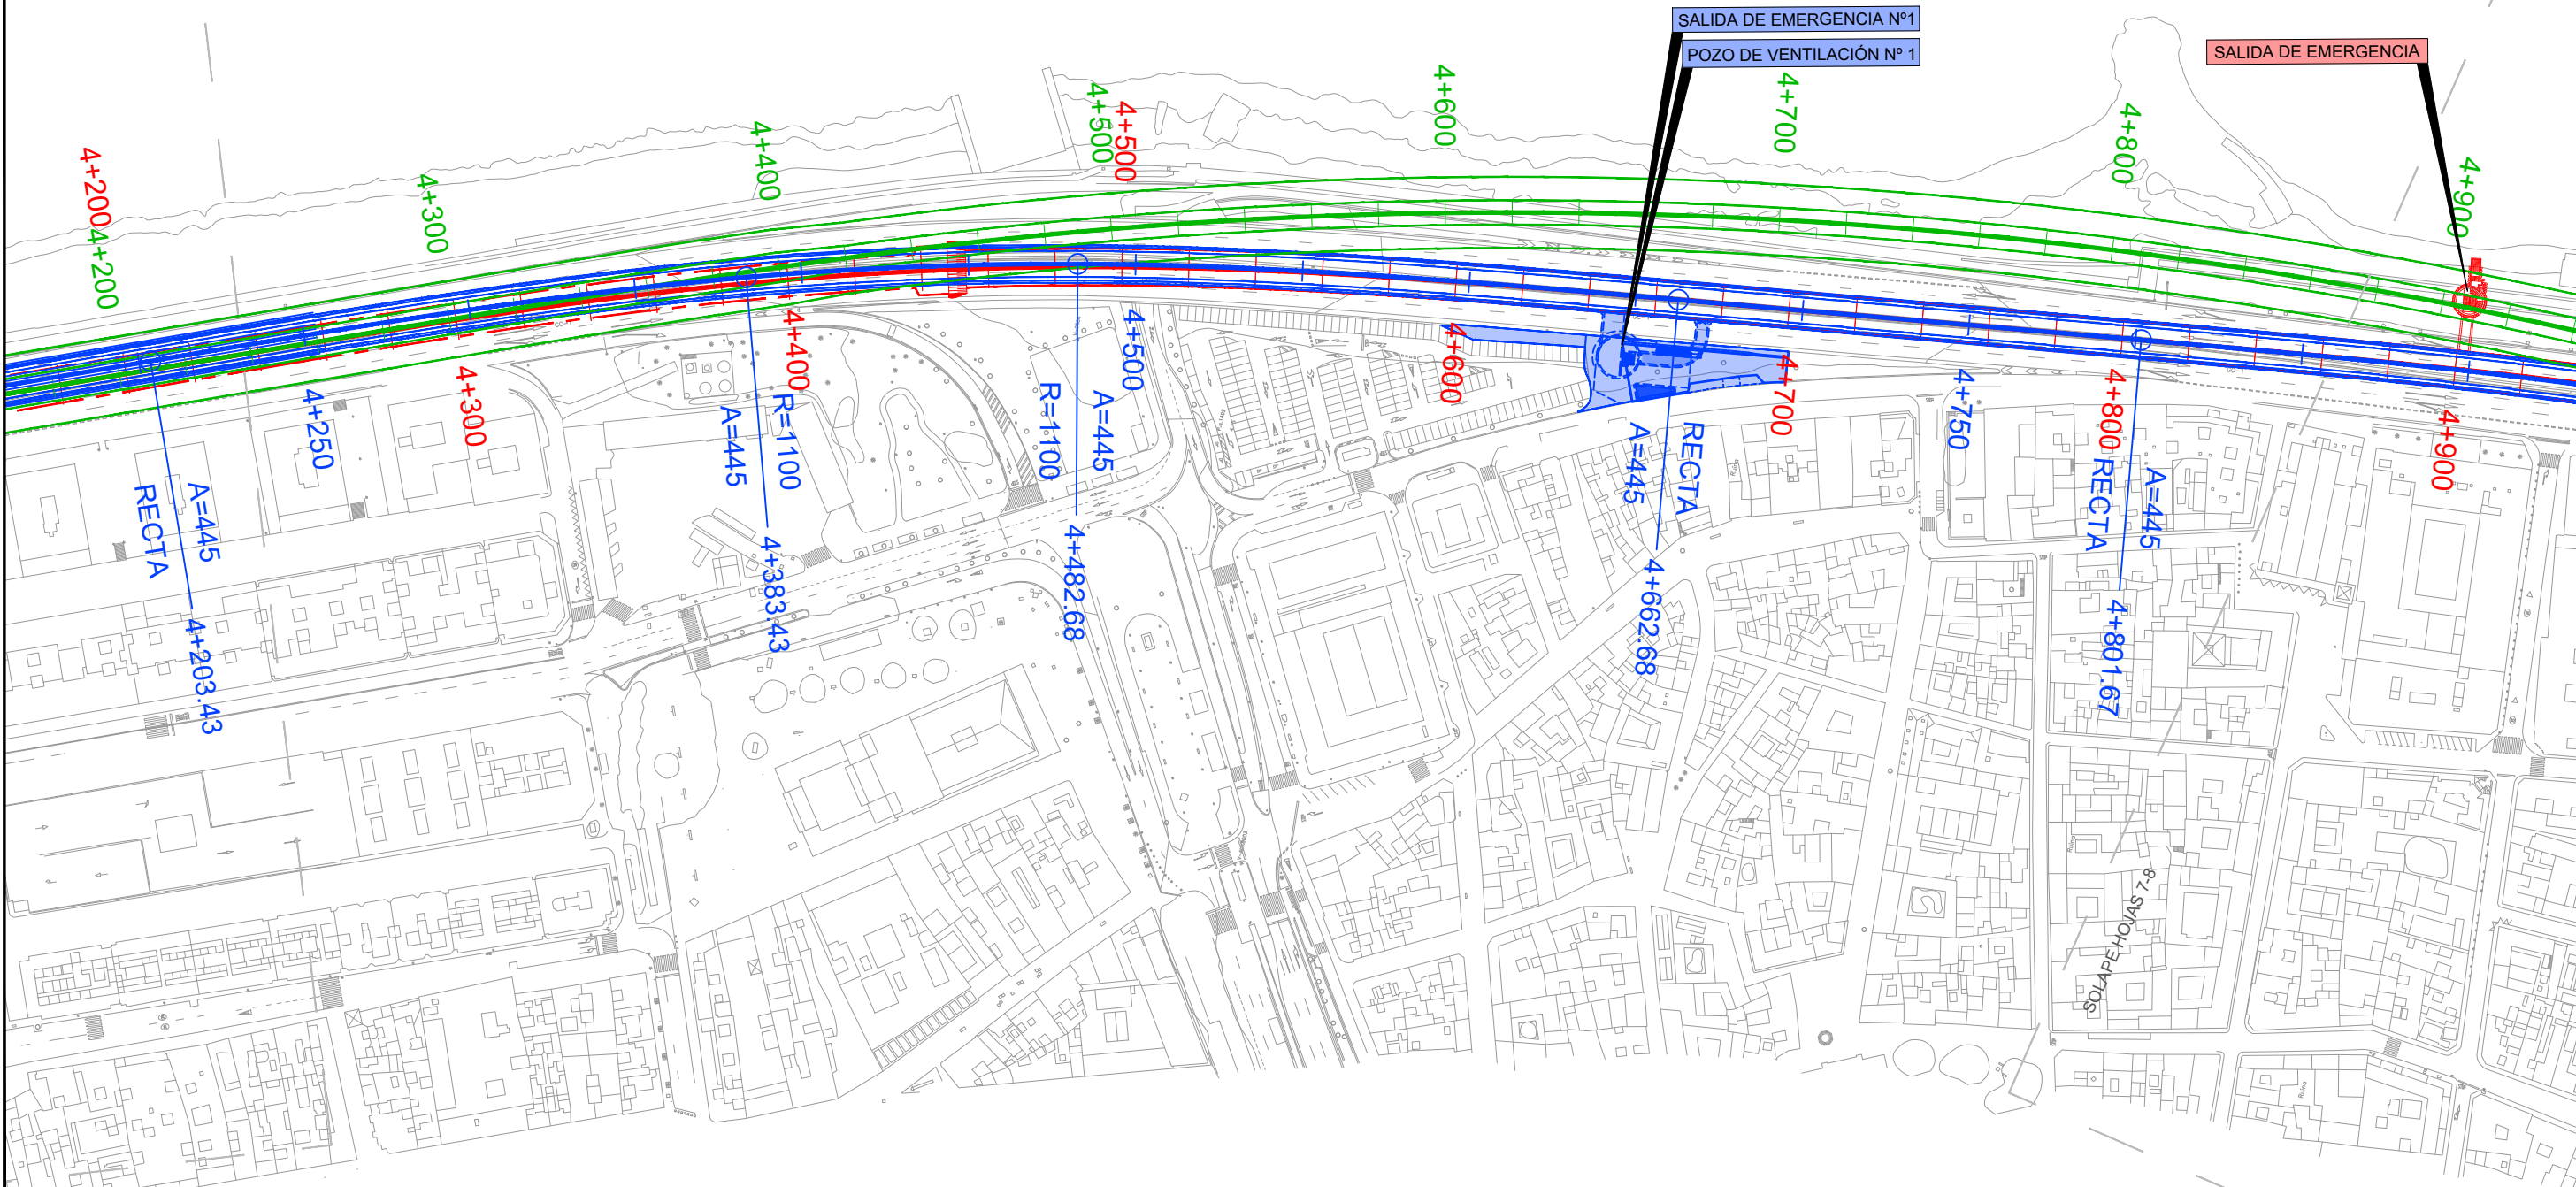 SALIDA DE EMERGENCIA Nº1
POZO DE VENTILACIÓN Nº 1
SALIDA DE EMERGENCIA
4+200
4+200
4+300
4+400
4+500
4+500
4+600
4+700
4+800
4+900
4+250
4+300
4+400
4+500
4+600
4+700
4+750
4+800
4+900
RECTA
A=445
4+203.43
A=445
R=1100
4+383.43
R=1100
A=445
4+482.68
A=445
RECTA
4+662.68
RECTA
A=445
4+801.67
SOLAPE HOJAS 7-8
Ruina
Ruina
Ruina